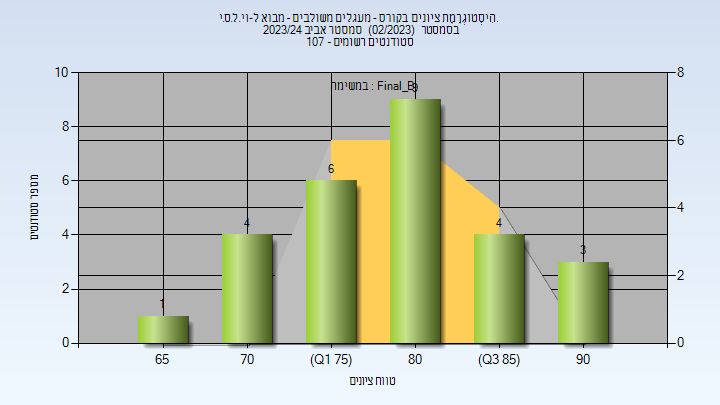 היסטוגרמת ציונים בקורס - מעגלים משולבים - מבוא ל-וי.ל.ס.י.
בסמסטר (02/2023) סמסטר אביב 2023/24
סטודנטים רשומים - 107
במשימה : Final_B
10
8
6
4
2
0
8
6
4
2
0
מספר סטודנטים
1
4
6
9
4
3
65
70
(Q1 75)
80
(Q3 85)
90
טווח ציונים